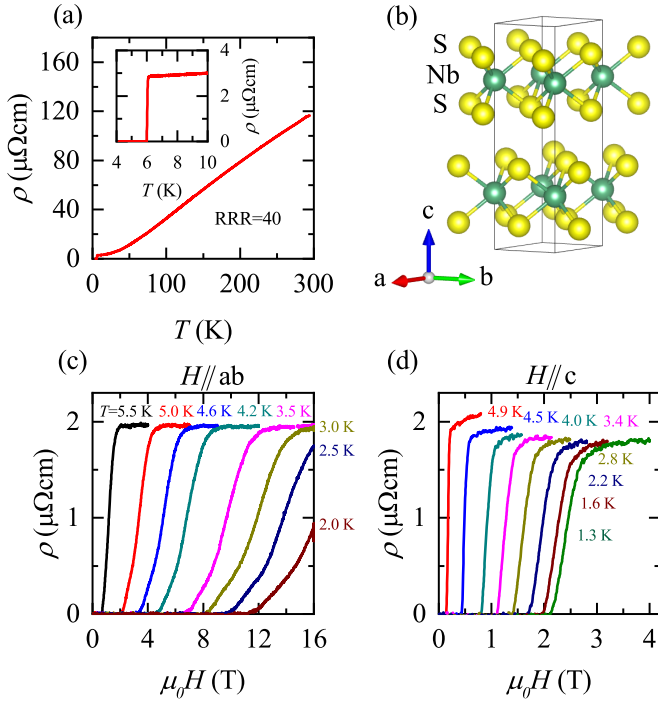 (a)
160
120
80
40
0
ρ (μΩcm)
0
100
200
300
T (K)
RRR=40
4
2
0
ρ (μΩcm)
4
6
8
10
T (K)
(b)
S
Nb
S
c
a
b
(c)
H// ab
T=5.5 K
5.0 K
4.6 K
4.2 K
3.5 K
3.0 K
2.5 K
2.0 K
2
1
0
ρ (μΩcm)
0
4
8
12
16
μ0H (T)
(d)
H// c
4.9 K
4.5 K
4.0 K
3.4 K
2.8 K
2.2 K
1.6 K
1.3 K
2
1
0
ρ (μΩcm)
0
1
2
3
4
μ0H (T)